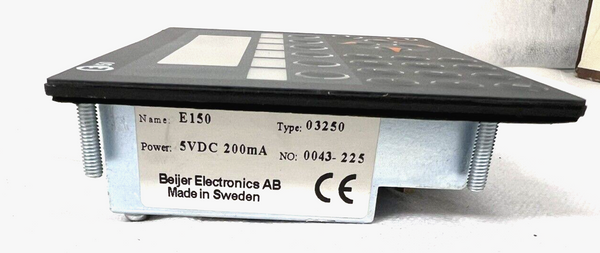 Name: E150 Type: 03250
Power: 5VDC 200mA NO: 0043-225
Beijer Electronics AB
Made in Sweden
CE